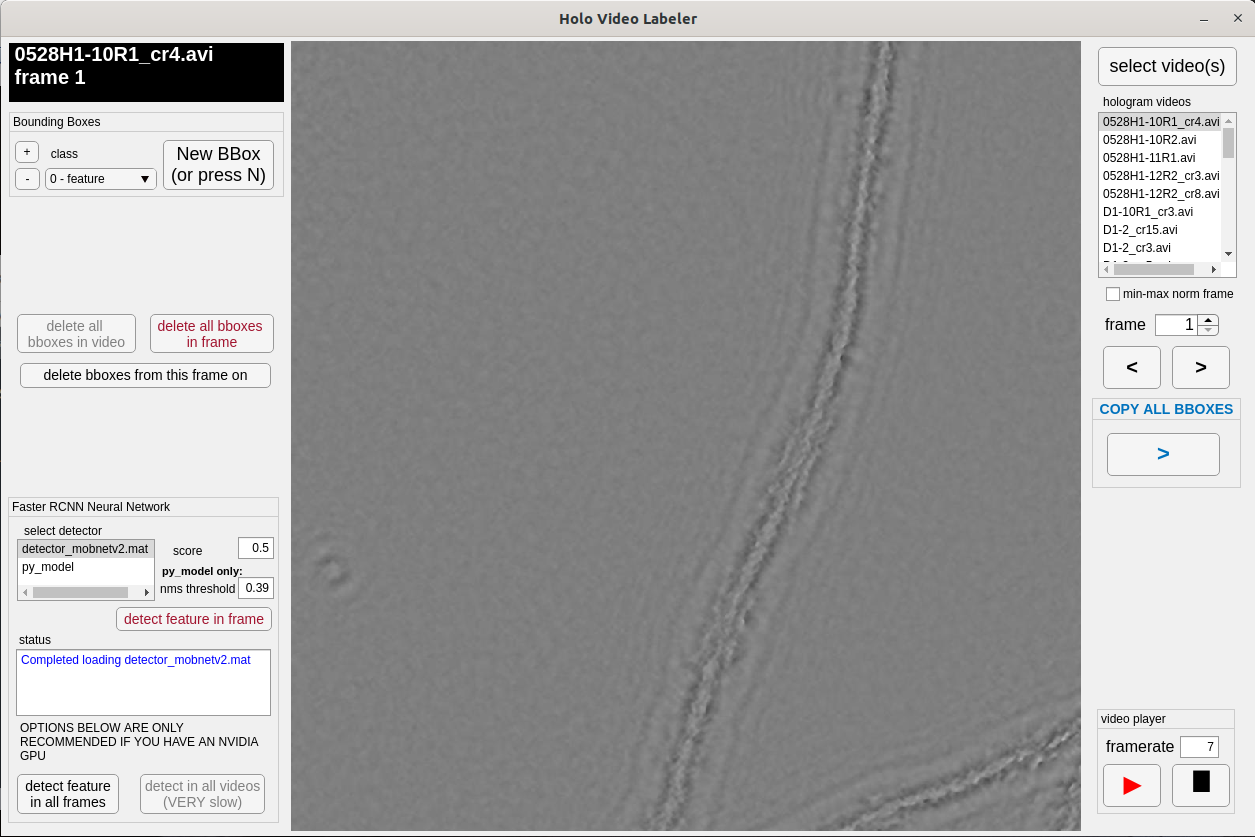 Holo Video Labeler
0528H1-10R1_cr4.avi
frame 1
Bounding Boxes
+
class
-
0 - feature
New BBox
(or press N)
delete all
bboxes in video
delete all bboxes
in frame
delete bboxes from this frame on
Faster RCNN Neural Network
select detector
detector_mobnetv2.mat
py_model
score
0.5
py_model only:
nms threshold
0.39
detect feature in frame
status
Completed loading detector_mobnetv2.mat
OPTIONS BELOW ARE ONLY
RECOMMENDED IF YOU HAVE AN NVIDIA
GPU
detect feature
in all frames
detect in all videos
(VERY slow)
select video(s)
hologram videos
0528H1-10R1_cr4.avi
0528H1-10R2.avi
0528H1-11R1.avi
0528H1-12R2_cr3.avi
0528H1-12R2_cr8.avi
D1-10R1_cr3.avi
D1-2_cr15.avi
D1-2_cr3.avi
min-max norm frame
frame
1
<
>
COPY ALL BBOXES
>
video player
framerate
7